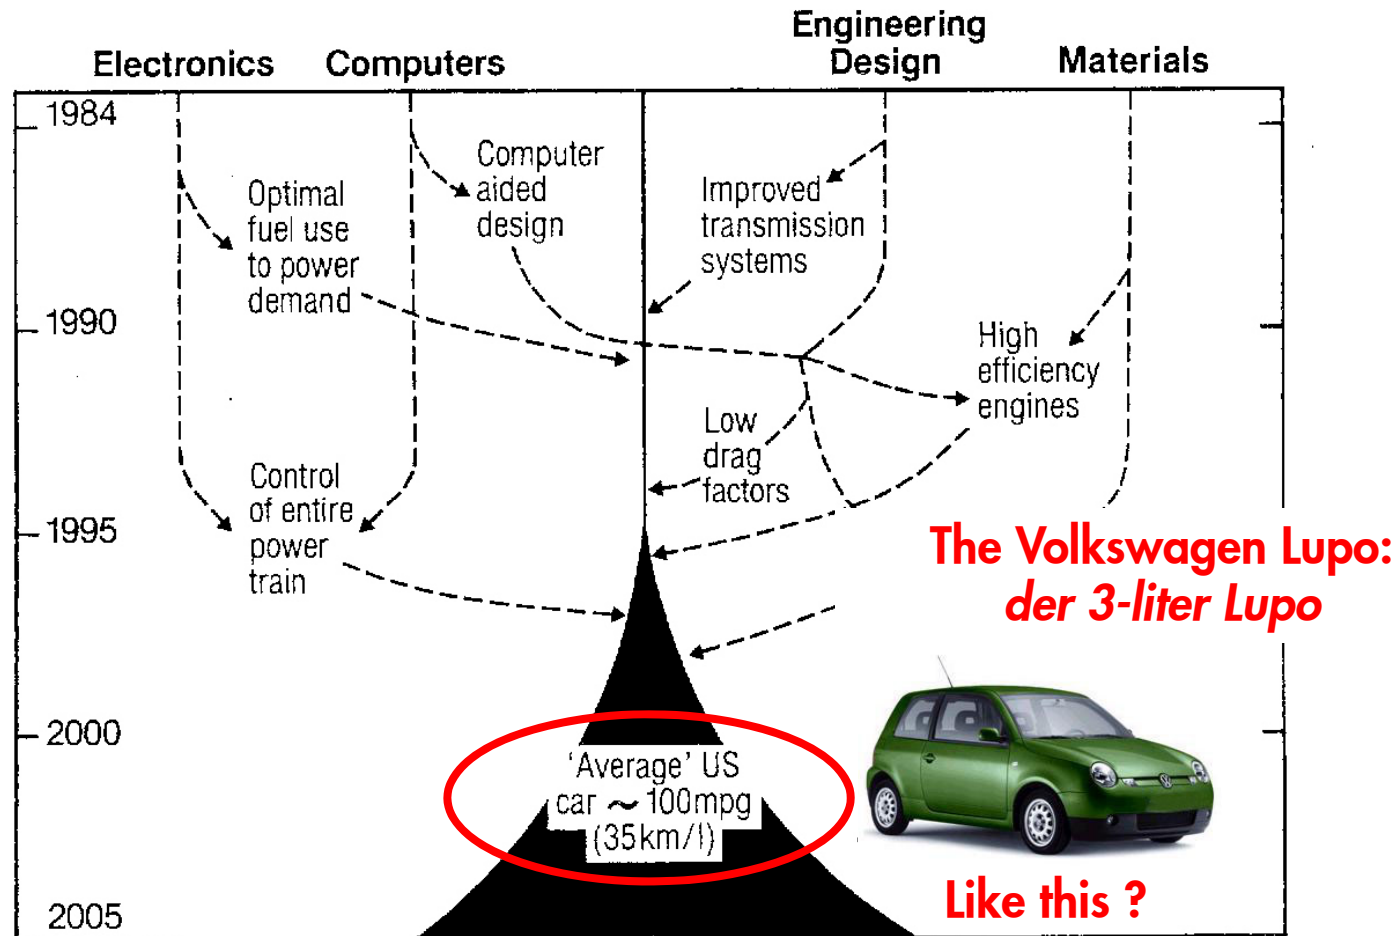 Electronics
Computers
Engineering
Design
Materials
1984
Optimal
fuel use
to power
demand
Computer
aided
design
Improved
transmission
systems
1990
High
efficiency
engines
Low
drag
factors
Control
of entire
power
train
1995
The Volkswagen Lupo:
der 3-liter Lupo
2000
'Average' US
car ~ 100mpg
(35km/l)
Like this ?
2005